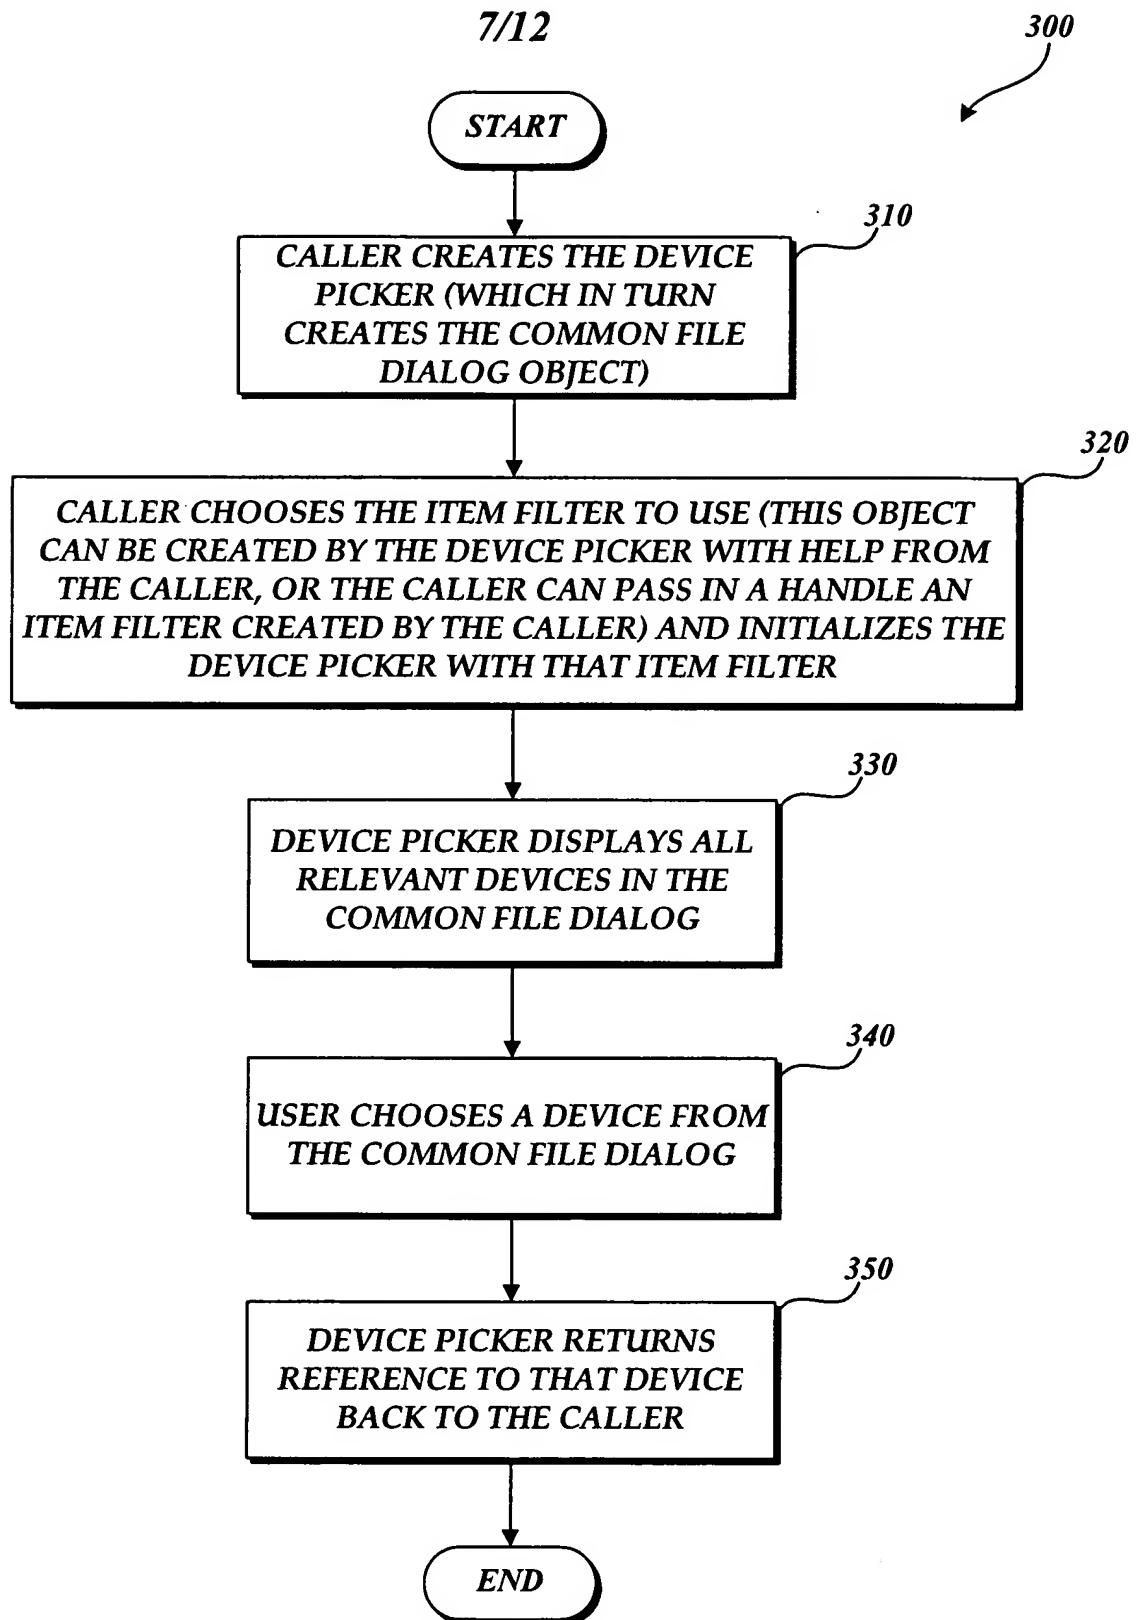 7/12
300
START
310
CALLER CREATES THE DEVICE
PICKER (WHICH IN TURN
CREATES THE COMMON FILE
DIALOG OBJECT)
320
CALLER CHOOSES THE ITEM FILTER TO USE (THIS OBJECT
CAN BE CREATED BY THE DEVICE PICKER WITH HELP FROM
THE CALLER, OR THE CALLER CAN PASS IN A HANDLE AN
ITEM FILTER CREATED BY THE CALLER) AND INITIALIZES THE
DEVICE PICKER WITH THAT ITEM FILTER
330
DEVICE PICKER DISPLAYS ALL
RELEVANT DEVICES IN THE
COMMON FILE DIALOG
340
USER CHOOSES A DEVICE FROM
THE COMMON FILE DIALOG
350
DEVICE PICKER RETURNS
REFERENCE TO THAT DEVICE
BACK TO THE CALLER
END